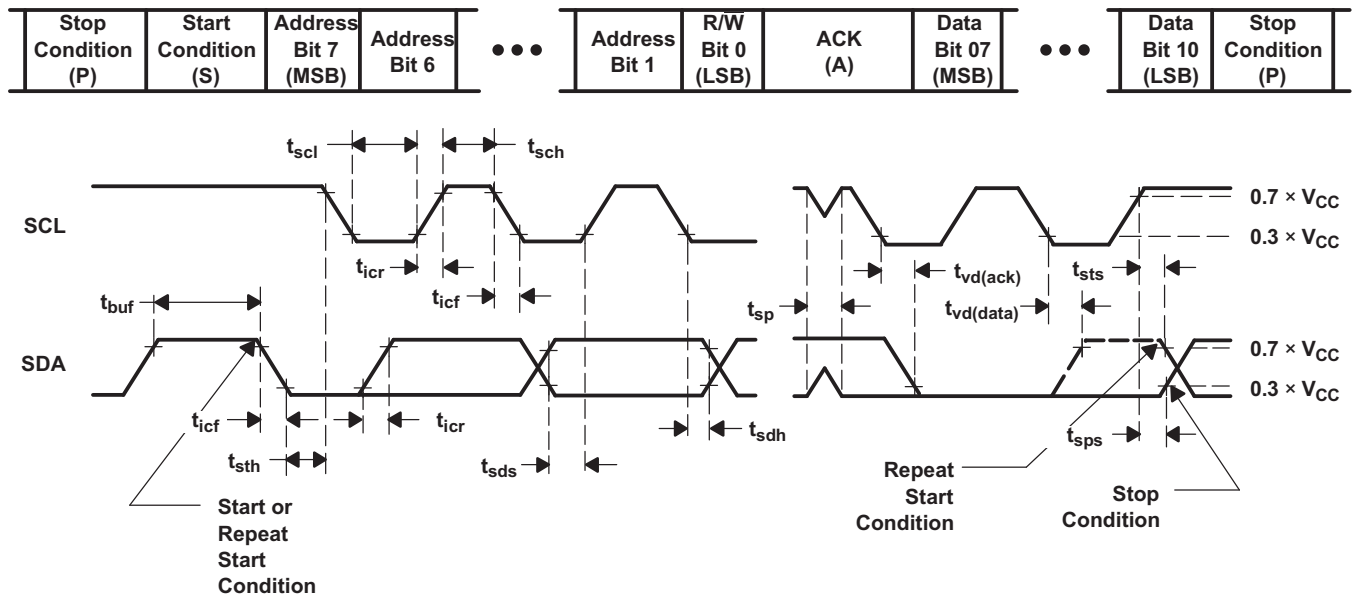 Stop
Condition
(P)
Start
Condition
(S)
Address
Bit 7
(MSB)
Address
Bit 6
•••
Address
Bit 1
R/W̅
Bit 0
(LSB)
ACK
(A)
Data
Bit 07
(MSB)
•••
Data
Bit 10
(LSB)
Stop
Condition
(P)
tscl
tsch
SCL
0.7 × VCC
0.3 × VCC
ticr
ticf
tbuf
tsp
tvd(ack)
tvd(data)
tsts
SDA
0.7 × VCC
0.3 × VCC
ticf
ticr
tsth
tsds
tsdh
tsps
Start or
Repeat
Start
Condition
Repeat
Start
Condition
Stop
Condition